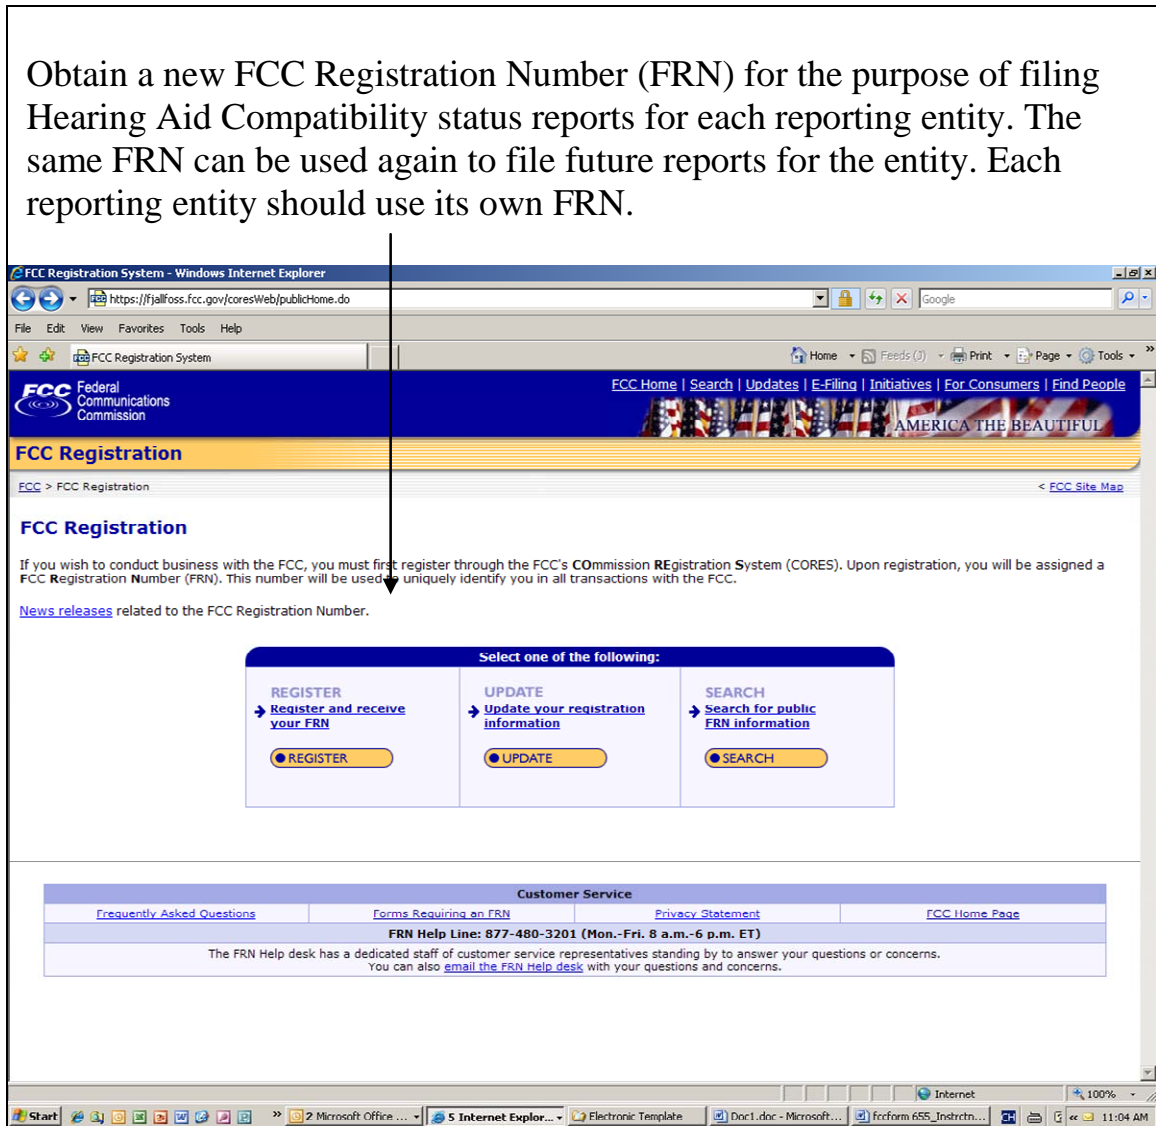 Obtain a new FCC Registration Number (FRN) for the purpose of filing
Hearing Aid Compatibility status reports for each reporting entity. The
same FRN can be used again to file future reports for the entity. Each
reporting entity should use its own FRN.
FCC Registration System - Windows Internet Explorer
https://fjallfoss.fcc.gov/coresWeb/publicHome.do
Google
File Edit View Favorites Tools Help
FCC Registration System
Home Feeds (J) Print Page Tools
FCC Federal Communications Commission
FCC Home | Search | Updates | E-Filing | Initiatives | For Consumers | Find People
AMERICA THE BEAUTIFUL
FCC Registration
FCC > FCC Registration
< FCC Site Map
FCC Registration
If you wish to conduct business with the FCC, you must first register through the FCC's COmmission REgistration System (CORES). Upon registration, you will be assigned a
FCC Registration Number (FRN). This number will be used to uniquely identify you in all transactions with the FCC.
News releases related to the FCC Registration Number.
Select one of the following:
REGISTER
Register and receive
your FRN
REGISTER
UPDATE
Update your registration
information
UPDATE
SEARCH
Search for public
FRN information
SEARCH
Customer Service
Frequently Asked Questions Forms Requiring an FRN Privacy Statement FCC Home Page
FRN Help Line: 877-480-3201 (Mon.-Fri. 8 a.m.-6 p.m. ET)
The FRN Help desk has a dedicated staff of customer service representatives standing by to answer your questions or concerns.
You can also email the FRN Help desk with your questions and concerns.
Internet 100%
Start 2 Microsoft Office ... 5 Internet Explor... Electronic Template Doc1.doc - Microsoft... fccform 655_Instrctn... 11:04 AM